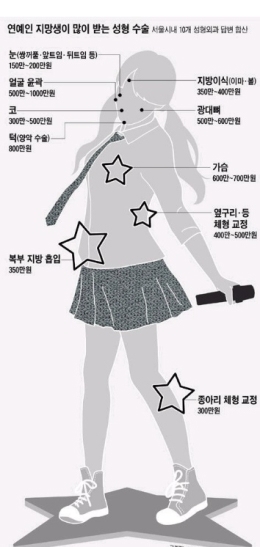 연예인 지망생이 많이 받는 성형 수술 서울시내 10개 성형외과 답변 합산
눈(쌍꺼풀·앞트임·뒤트임 등)
150만~200만원
얼굴 윤곽
500만~1000만원
코
300만~500만원
턱(양악 수술)
800만원
지방이식(이마·볼)
350만~400만원
광대뼈
500만~600만원
가슴
600만~700만원
옆구리·등
체형 교정
400만~500만원
복부 지방 흡입
350만원
종아리 체형 교정
300만원